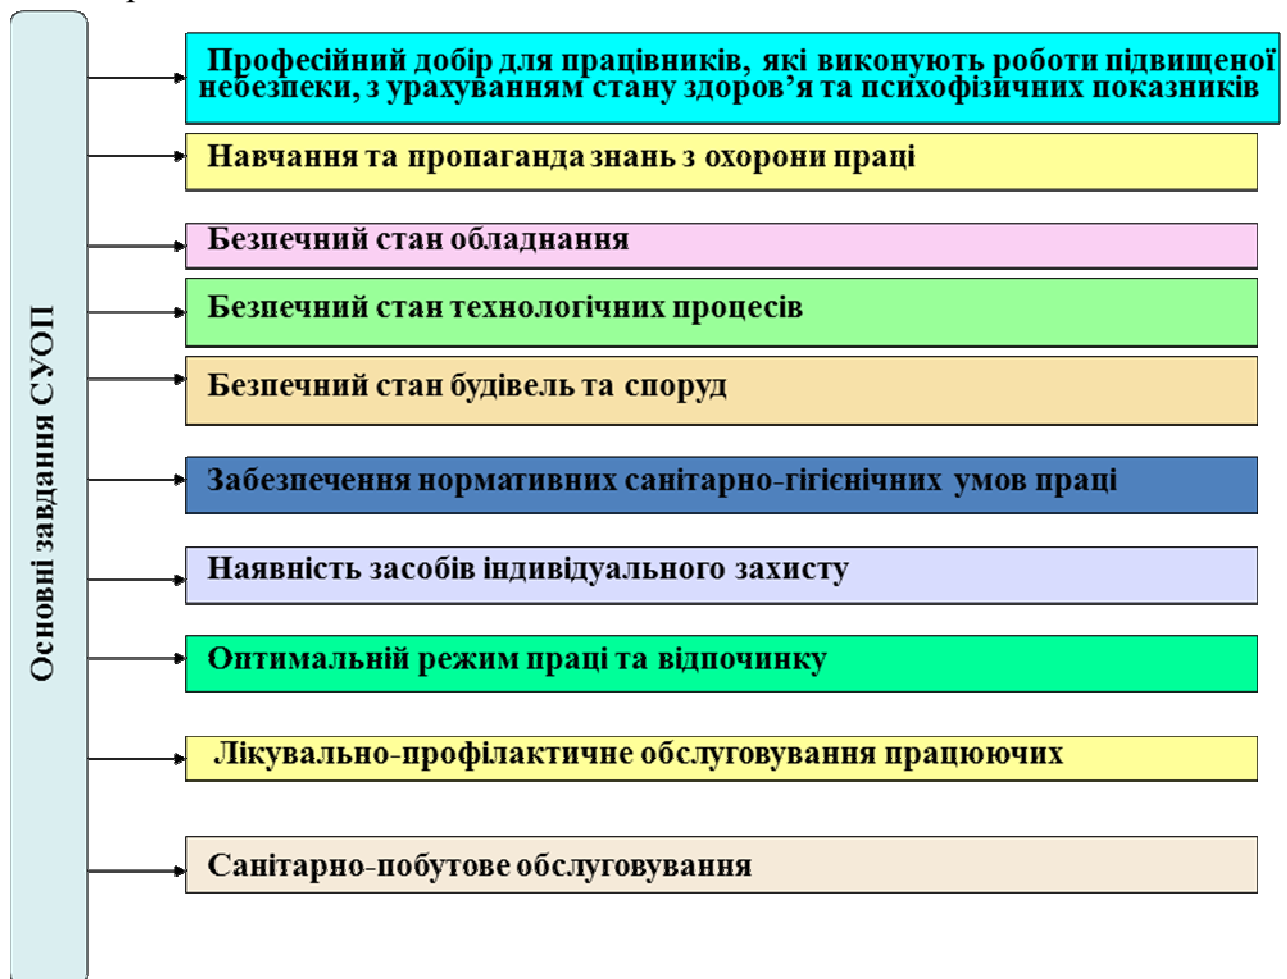 Основні завдання СУОП
Професійний добір для працівників, які виконують роботи підвищеної
небезпеки, з урахуванням стану здоров’я та психофізичних показників
Навчання та пропаганда знань з охорони праці
Безпечний стан обладнання
Безпечний стан технологічних процесів
Безпечний стан будівель та споруд
Забезпечення нормативних санітарно-гігієнічних умов праці
Наявність засобів індивідуального захисту
Оптимальній режим праці та відпочинку
Лікувально-профілактичне обслуговування працюючих
Санітарно-побутове обслуговування